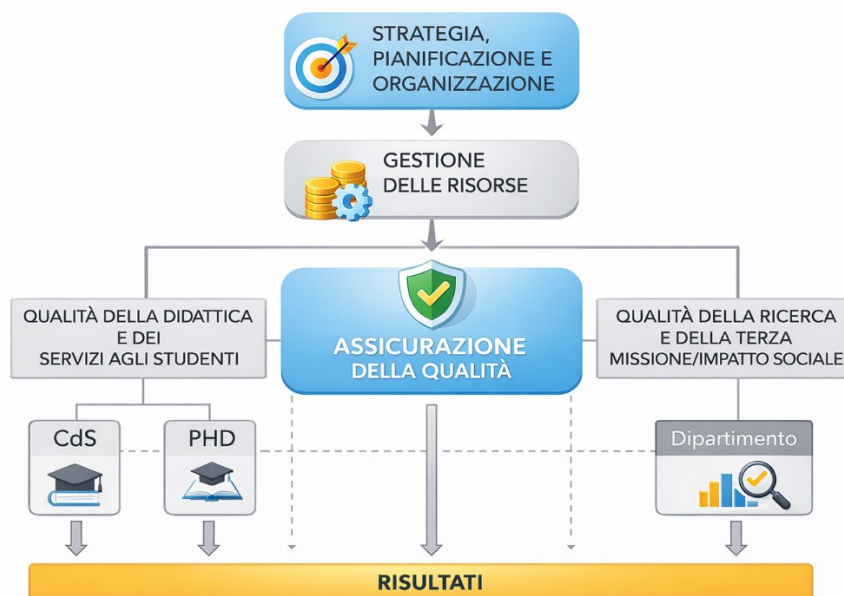 STRATEGIA,
PIANIFICAZIONE E
ORGANIZZAZIONE
GESTIONE
DELLE RISORSE
QUALITÀ DELLA DIDATTICA
E DEI
SERVIZI AGLI STUDENTI
ASSICURAZIONE
DELLA QUALITÀ
QUALITÀ DELLA RICERCA
E DELLA TERZA
MISSIONE/IMPATTO SOCIALE
CdS
PHD
Dipartimento
RISULTATI